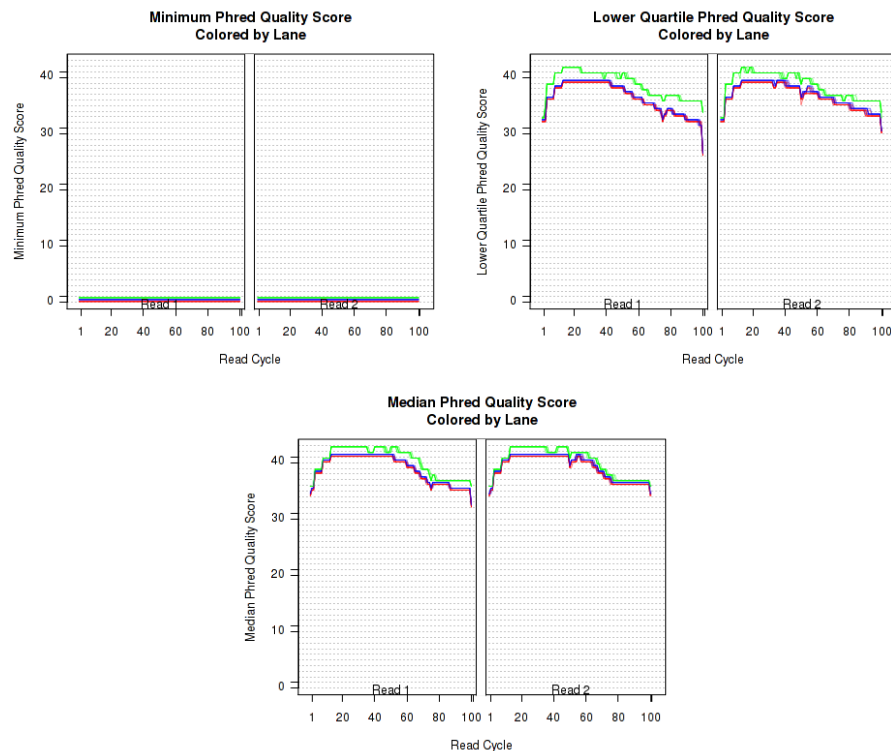 Minimum Phred Quality Score
Colored by Lane
Minimum Phred Quality Score
40
30
20
10
0
Read 1
Read 2
1 20 40 60 80 100
1 20 40 60 80 100
Read Cycle
Lower Quartile Phred Quality Score
Colored by Lane
Lower Quartile Phred Quality Score
40
30
20
10
0
Read 1
Read 2
1 20 40 60 80 100
1 20 40 60 80 100
Read Cycle
Median Phred Quality Score
Colored by Lane
Median Phred Quality Score
40
30
20
10
0
Read 1
Read 2
1 20 40 60 80 100
1 20 40 60 80 100
Read Cycle